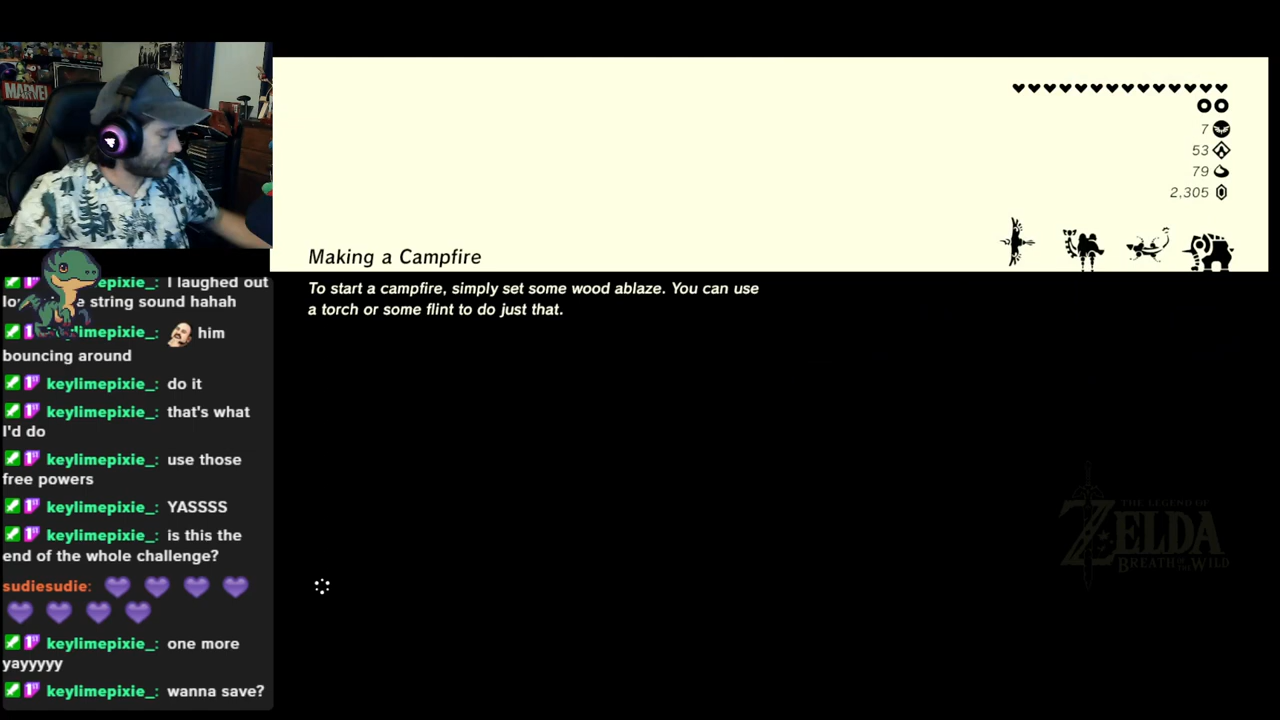 MARVEL
7
53
79
2,305
Making a Campfire
To start a campfire, simply set some wood ablaze. You can use
a torch or some flint to do just that.
THE LEGEND OF
ZELDA
BREATH OF THE WILD
epixie_: I laughed out
string sound hahah
limepixie_: him
bouncing around
keylimepixie_: do it
keylimepixie_: that's what
I'd do
keylimepixie_: use those
free powers
keylimepixie_: YASSSS
keylimepixie_: is this the
end of the whole challenge?
sudiesudie:
keylimepixie_: one more
yayyyyy
keylimepixie_: wanna save?